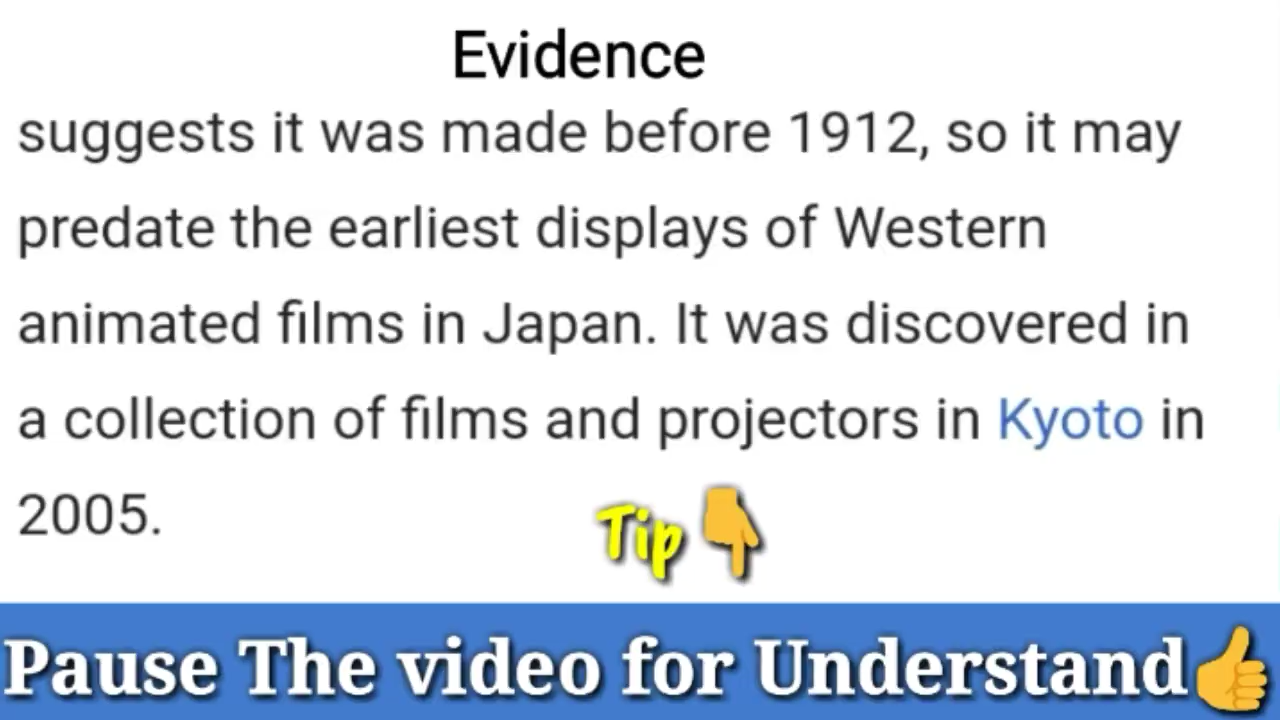 Evidence
suggests it was made before 1912, so it may
predate the earliest displays of Western
animated films in Japan. It was discovered in
a collection of films and projectors in Kyoto in
2005.
Tip👇
Pause The video for Understand👍